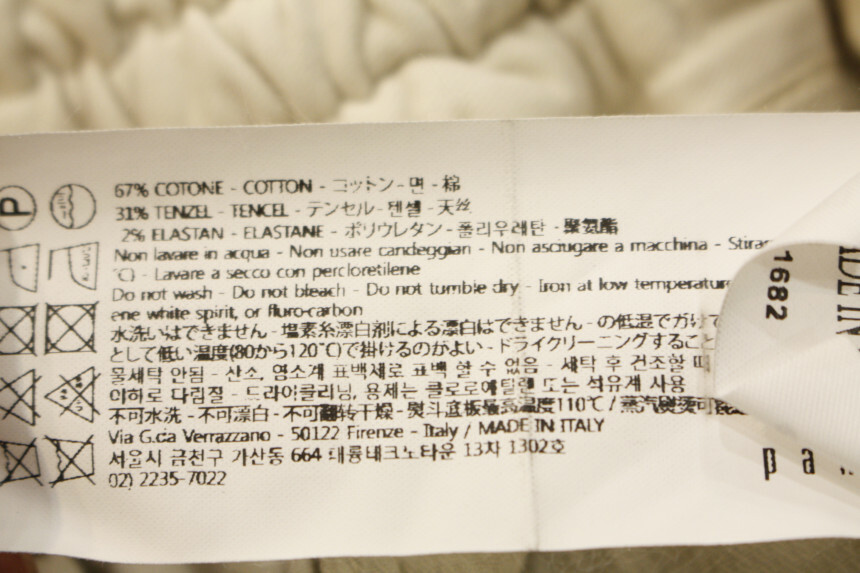 67% COTONE - COTTON - コットン - 면 - 棉
31% TENZEL - TENCEL - テンセル - 텐셀 - 天丝
2% ELASTAN - ELASTANE - ポリウレタン - 폴리우레탄 - 聚氨酯
Non lavare in acqua - Non usare candeggian - Non asciugare a macchina - Stirar
°C) - Lavare a secco con percloretilene
Do not wash - Do not bleach - Do not tumble dry - Iron at low temperatur
ene white spirit, or fluro-carbon
水洗いはできません - 塩素系漂白剤による漂白はできません - の低温でがけて
として低い温度(80から120°C)で掛けるのがよい - ドライクリーニングすること
물세탁 안됨 - 산소, 염소계 표백제로 표백 할 수 없음 - 세탁 후 건조할 때
이하로 다림질 - 드라이클리닝, 용제는 클로로에틸렌 또는 석유계 사용
不可水洗 - 不可漂白 - 不可翻转干燥 - 熨斗底板最高温度110℃ / 蒸汽熨烫可
Via G.da Verrazzano - 50122 Firenze - Italy / MADE IN ITALY
서울시 금천구 가산동 664 대륭테크노타운 13차 1302호
02) 2235-7022
P
1682
IDE IN
pa